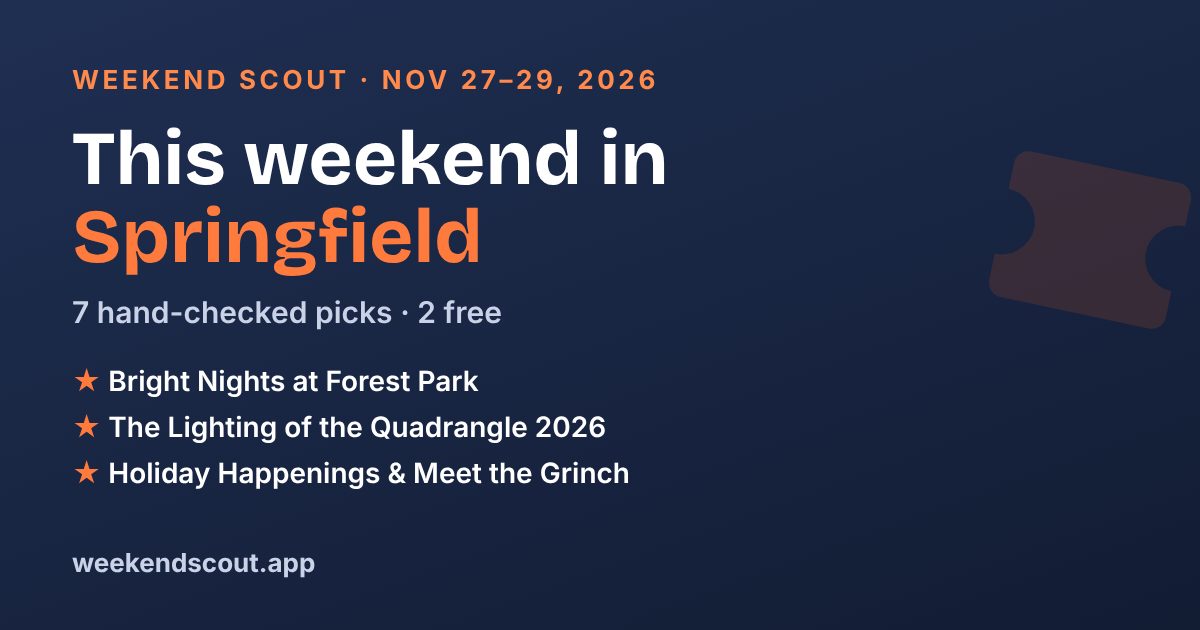 WEEKEND SCOUT · NOV 27–29, 2026
This weekend in
Springfield
7 hand-checked picks · 2 free
★ Bright Nights at Forest Park
★ The Lighting of the Quadrangle 2026
★ Holiday Happenings & Meet the Grinch
weekendscout.app